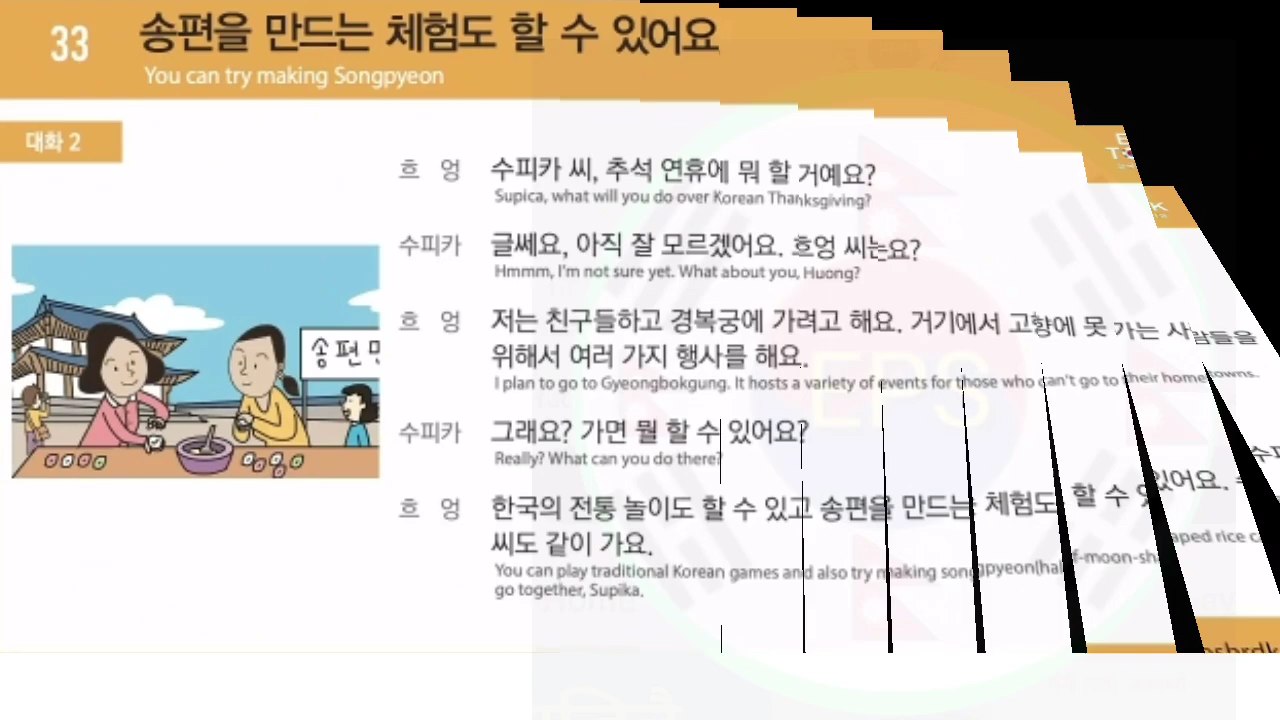 33
송편을 만드는 체험도 할 수 있어요
You can try making Songpyeon
대화 2
흐 엉 수피카 씨, 추석 연휴에 뭐 할 거예요?
Supica, what will you do over Korean Thanksgiving?
수피카 글쎄요, 아직 잘 모르겠어요. 흐엉 씨는요?
Hmmm, I'm not sure yet. What about you, Huong?
흐 엉 저는 친구들하고 경복궁에 가려고 해요. 거기에서 고향에 못 가는 사람들을
위해서 여러 가지 행사를 해요.
I plan to go to Gyeongbokgung. It hosts a variety of events for those who can't go to their hometowns.
수피카 그래요? 가면 뭘 할 수 있어요?
Really? What can you do there?
흐 엉 한국의 전통 놀이도 할 수 있고 송편을 만드는 체험도 할 수 있어요.
씨도 같이 가요.
You can play traditional Korean games and also try making songpyeon(half-moon-shaped rice
go together, Supika.
송편
EPS